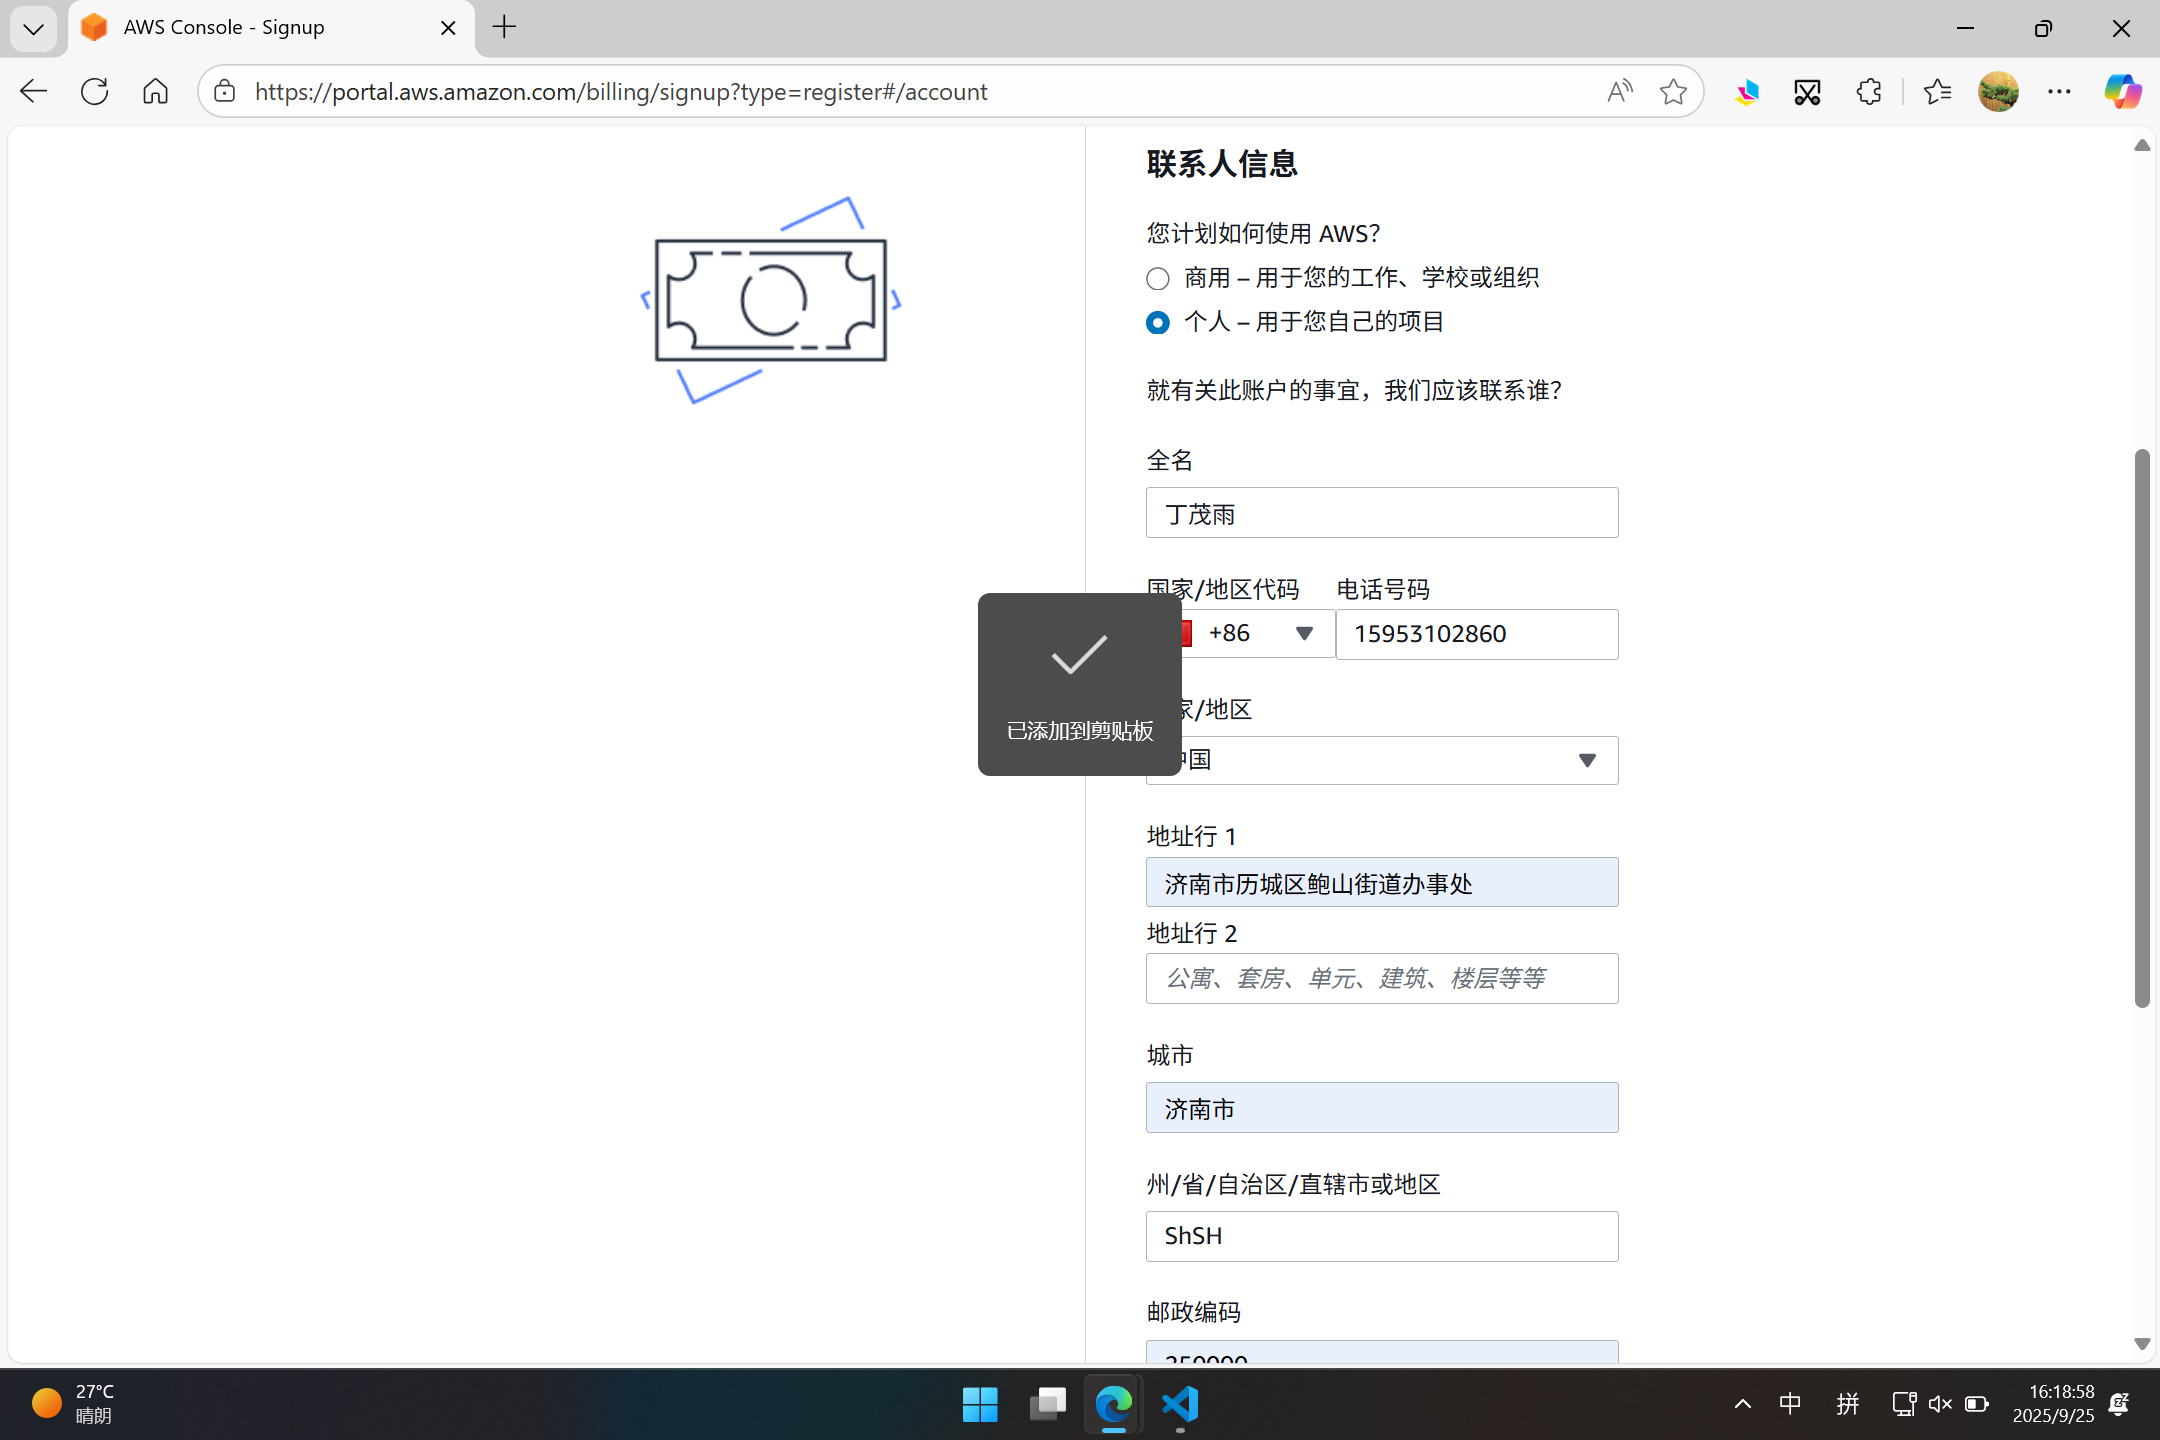 AWS Console - Signup
https://portal.aws.amazon.com/billing/signup?type=register#/account
联系人信息
您计划如何使用 AWS？
商用 – 用于您的工作、学校或组织
个人 – 用于您自己的项目
就有关此账户的事宜，我们应该联系谁？
全名
丁茂雨
国家/地区代码 电话号码
+86 15953102860
家/地区
已添加到剪贴板
国
地址行 1
济南市历城区鲍山街道办事处
地址行 2
公寓、套房、单元、建筑、楼层等等
城市
济南市
州/省/自治区/直辖市或地区
ShSH
邮政编码
27°C
晴朗
中 拼
16:18:58
2025/9/25